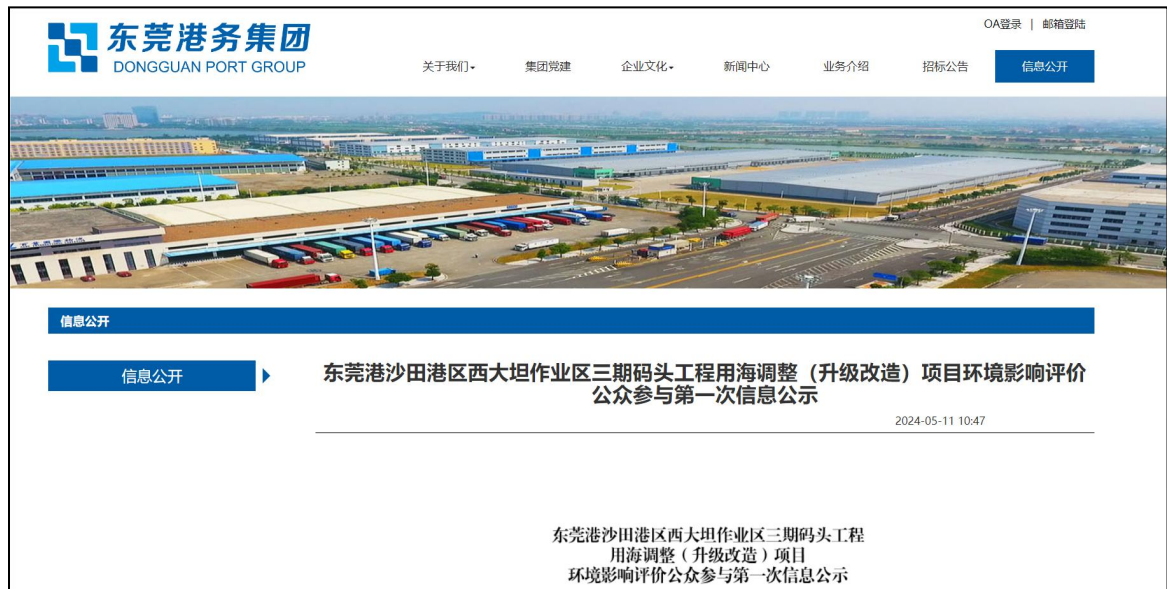 OA登录 | 邮箱登陆
东莞港务集团
DONGGUAN PORT GROUP
关于我们 集团党建 企业文化 新闻中心 业务介绍 招标公告 信息公开
信息公开
信息公开
东莞港沙田港区西大坦作业区三期码头工程用海调整（升级改造）项目环境影响评价
公众参与第一次信息公示
2024-05-11 10:47
东莞港沙田港区西大坦作业区三期码头工程
用海调整（升级改造）项目
环境影响评价公众参与第一次信息公示